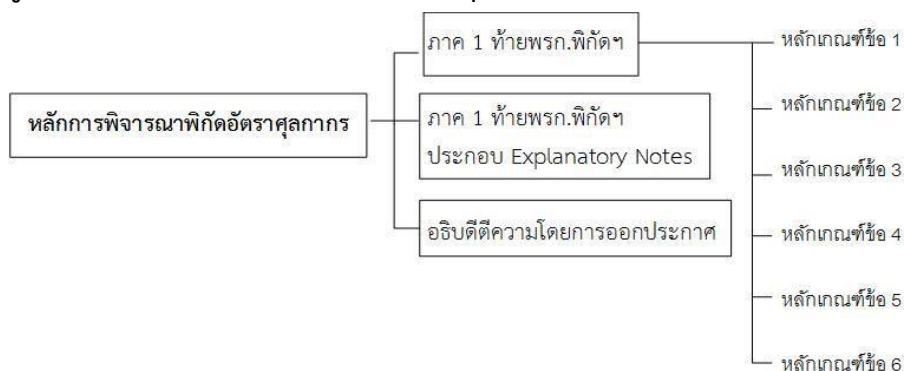 ภาค 1 ท้ายพรก.พิกัดฯ
หลักเกณฑ์ข้อ 1
หลักการพิจารณาพิกัดอัตราศุลกากร
ภาค 1 ท้ายพรก.พิกัดฯ
ประกอบ Explanatory Notes
หลักเกณฑ์ข้อ 2
หลักเกณฑ์ข้อ 3
อธิบดีตีความโดยการออกประกาศ
หลักเกณฑ์ข้อ 4
หลักเกณฑ์ข้อ 5
หลักเกณฑ์ข้อ 6